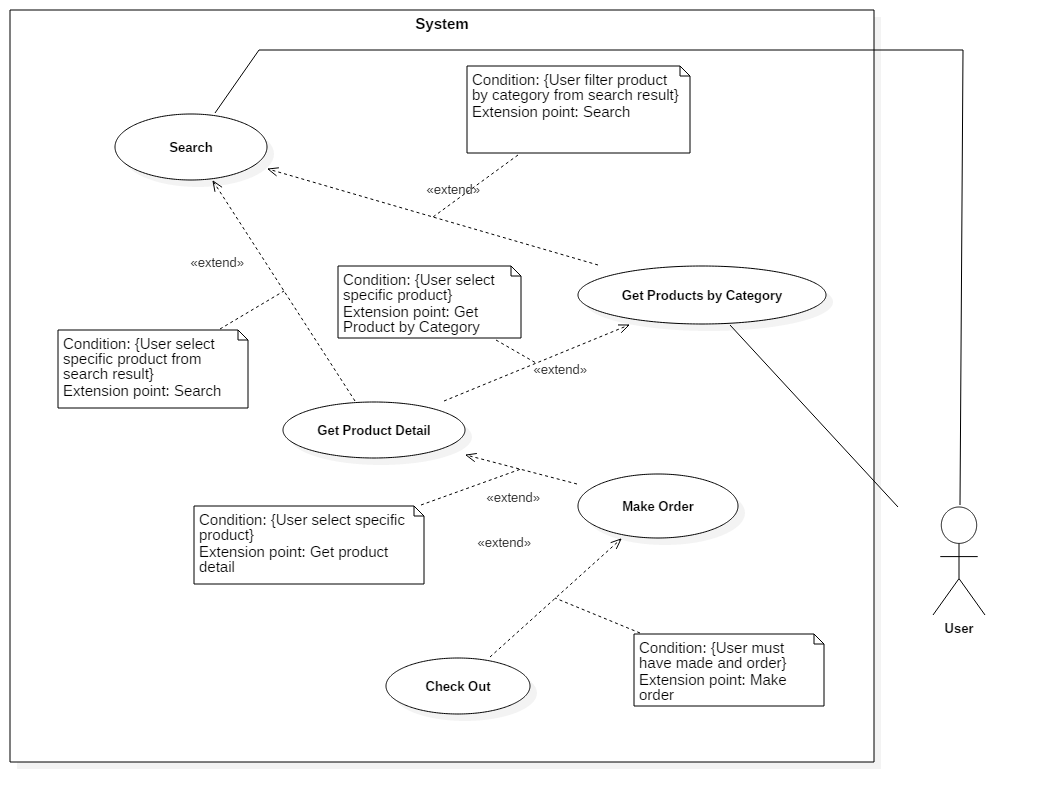 System
Condition: {User filter product
by category from search result}
Extension point: Search
Search
«extend»
«extend»
Condition: {User select
specific product}
Extension point: Get
Product by Category
Get Products by Category
Condition: {User select
specific product from
search result}
Extension point: Search
«extend»
Get Product Detail
«extend»
Make Order
Condition: {User select specific
product}
Extension point: Get product
detail
«extend»
User
Condition: {User must
have made and order}
Extension point: Make
order
Check Out